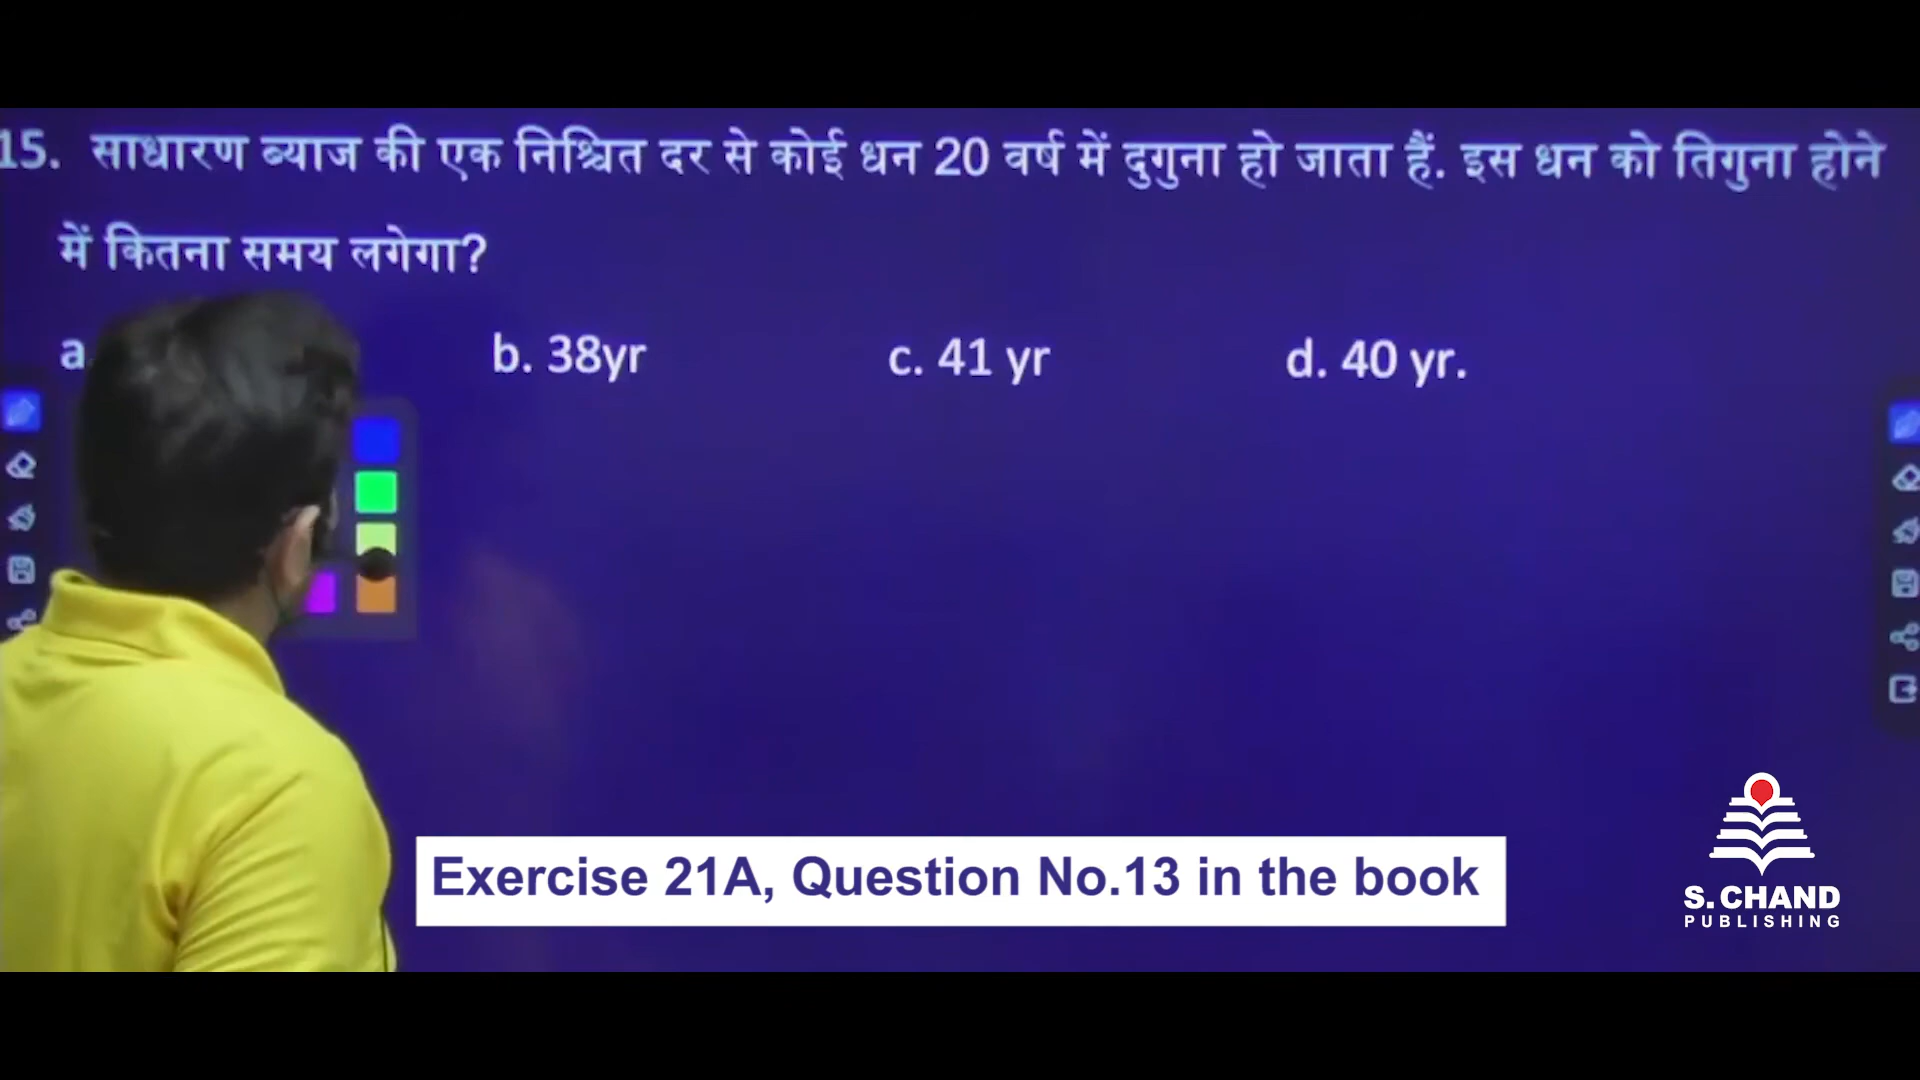 15. साधारण ब्याज की एक निश्चित दर से कोई धन 20 वर्ष में दुगुना हो जाता हैं. इस धन को तिगुना होने
में कितना समय लगेगा?
a. b. 38yr c. 41 yr d. 40 yr.
Exercise 21A, Question No.13 in the book
S. CHAND
PUBLISHING